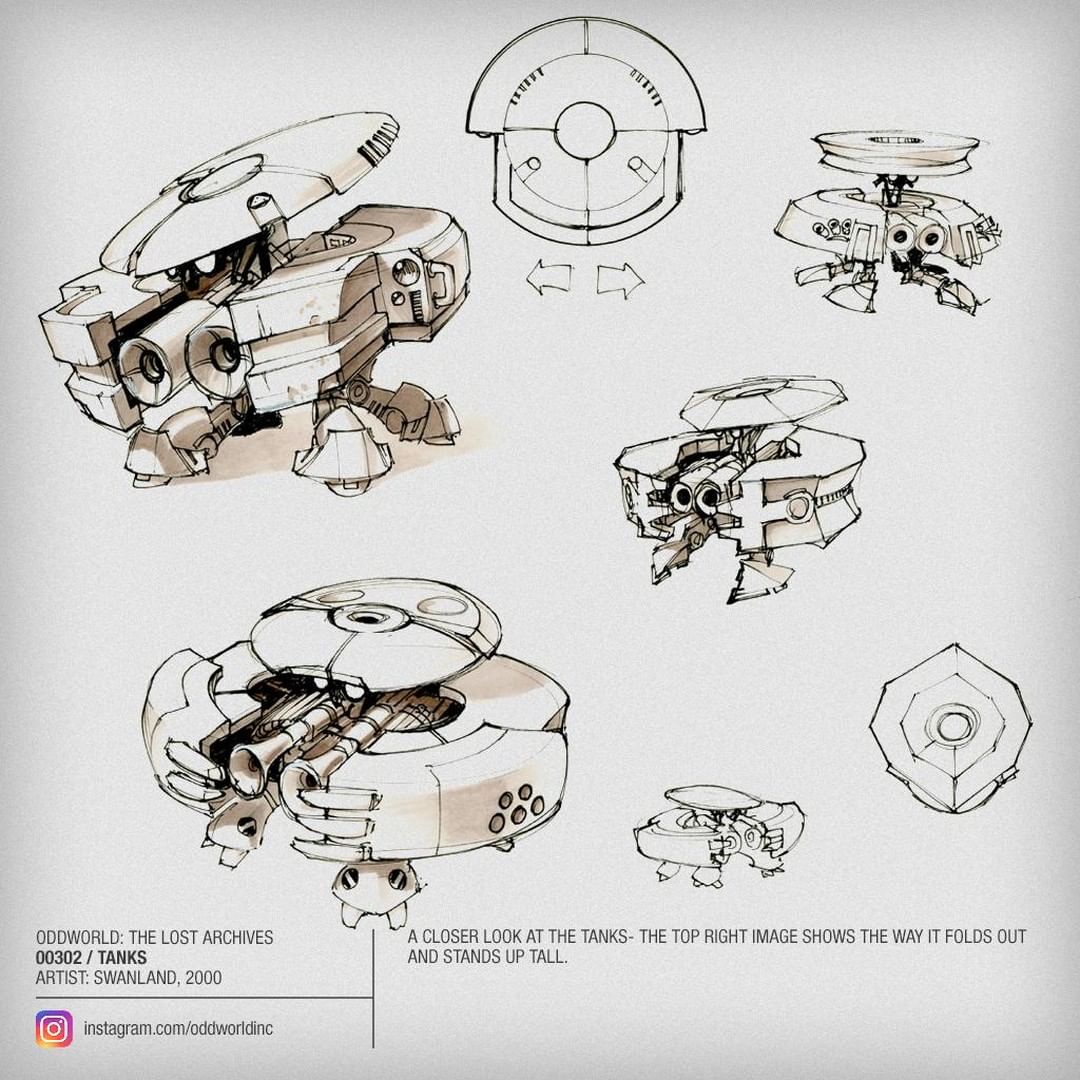 ODDWORLD: THE LOST ARCHIVES
00302 / TANKS
ARTIST: SWANLAND, 2000
instagram.com/oddworldinc
A CLOSER LOOK AT THE TANKS- THE TOP RIGHT IMAGE SHOWS THE WAY IT FOLDS OUT
AND STANDS UP TALL.